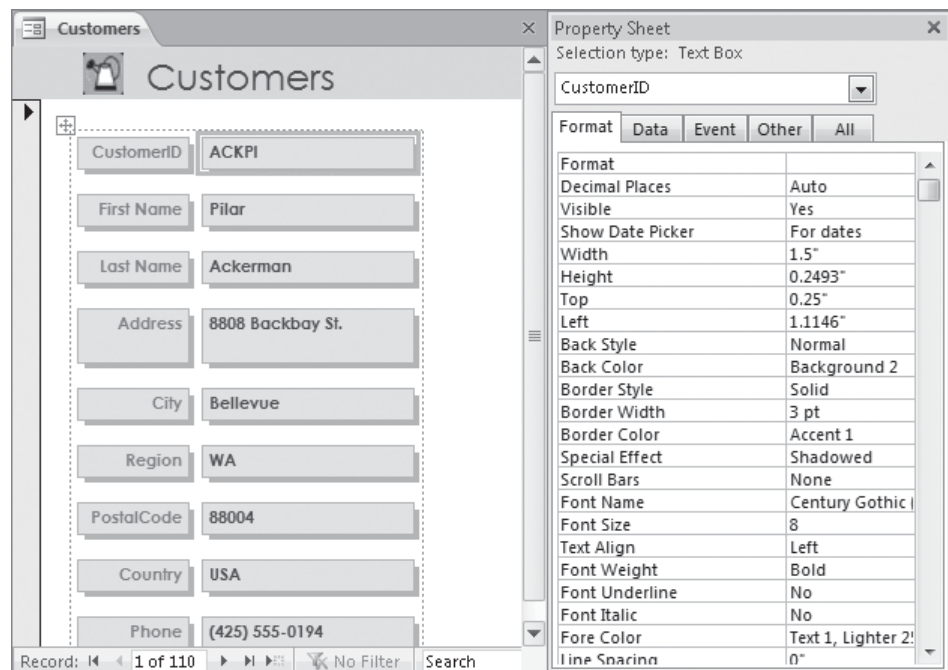 Customers
Customers
CustomerID ACKPI
First Name Pilar
Last Name Ackerman
Address 8808 Backbay St.
City Bellevue
Region WA
PostalCode 88004
Country USA
Phone (425) 555-0194
Record: 1 of 110 No Filter Search
Property Sheet
Selection type: Text Box
CustomerID
Format Data Event Other All
Format
Decimal Places Auto
Visible Yes
Show Date Picker For dates
Width 1.5"
Height 0.2493"
Top 0.25"
Left 1.1146"
Back Style Normal
Back Color Background 2
Border Style Solid
Border Width 3 pt
Border Color Accent 1
Special Effect Shadowed
Scroll Bars None
Font Name Century Gothic (
Font Size 8
Text Align Left
Font Weight Bold
Font Underline No
Font Italic No
Fore Color Text 1, Lighter 2
Line Spacing 0"